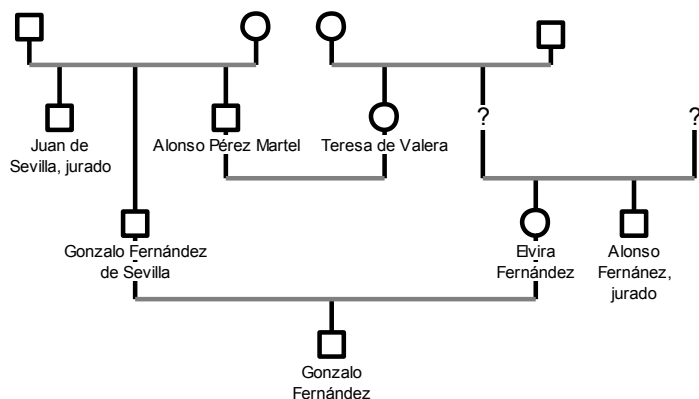 ?
?
Juan de
Sevilla, jurado
Alonso Pérez Martel
Teresa de Valera
Gonzalo Fernández
de Sevilla
Elvira
Fernández
Alonso
Fernánez,
jurado
Gonzalo
Fernández